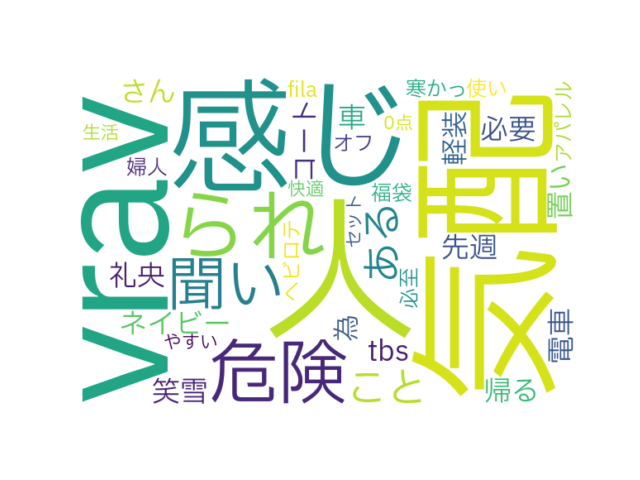 さん
感じ
fila
寒かっ
使い
vrav
生活
コート
車
0点
オフ
気配
軽装
必要
アパレル
婦人
快適
福袋
られ
人
ある
セット
置い
聞い
ヘビロテ
先週
礼央
必至
ネイビー
為
電車
やすい
危険
tbs
笑雪
こと
帰る